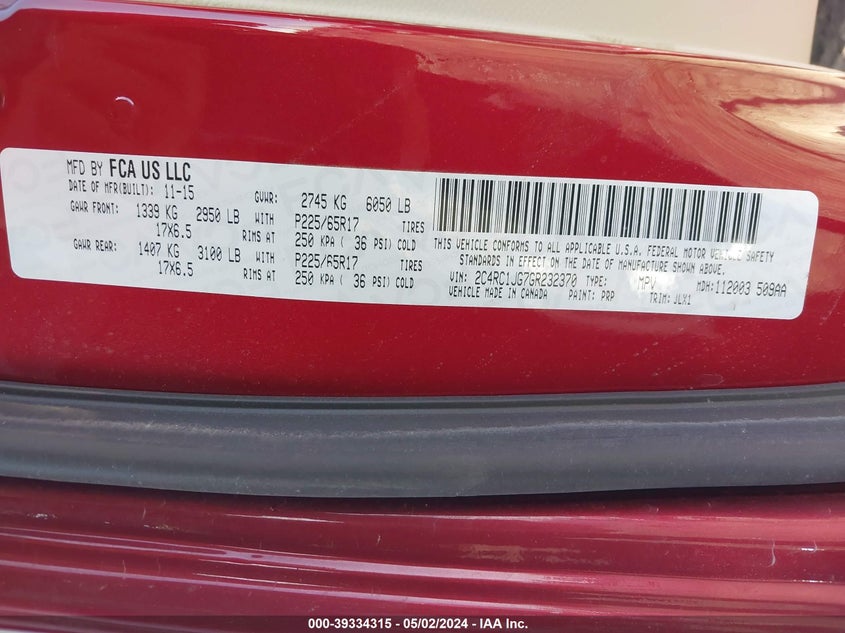 MFD BY FCA US LLC
DATE OF MFR(BUILT): 11-15 GVWR: 2745 KG 6050 LB
GAWR FRONT: 1339 KG 2950 LB WITH P225/65R17 TIRES
17X6.5 RIMS AT 250 KPA ( 36 PSI) COLD
GAWR REAR: 1407 KG 3100 LB WITH P225/65R17 TIRES
17X6.5 RIMS AT 250 KPA ( 36 PSI) COLD
THIS VEHICLE CONFORMS TO ALL APPLICABLE U.S.A. FEDERAL MOTOR VEHICLE SAFETY
STANDARDS IN EFFECT ON THE DATE OF MANUFACTURE SHOWN ABOVE.
VIN: 2C4RC1JG7GR232370 TYPE: MPV MDH:112003 509AA
VEHICLE MADE IN CANADA PAINT: PRP TRIM: JLX1
000-39334315 - 05/02/2024 - IAA Inc.